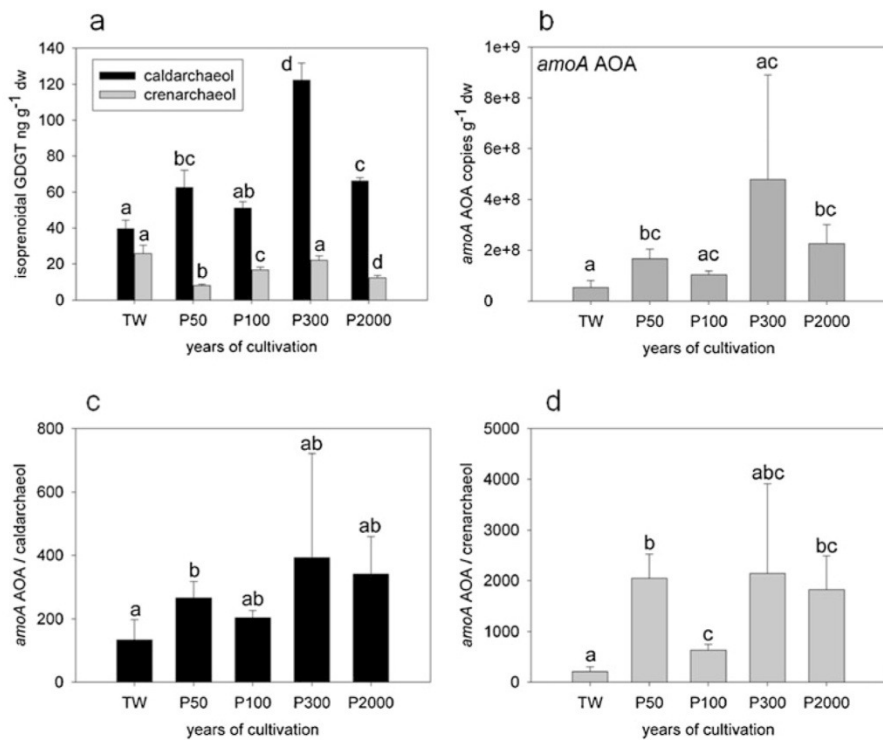 a
isoprenoidal GDGT ng g⁻¹ dw
140
120
100
80
60
40
20
0
caldarchaeol
crenarchaeol
a
a
bc
b
ab
c
d
a
c
d
TW P50 P100 P300 P2000
years of cultivation
b
amoA AOA
amoA AOA copies g⁻¹ dw
1e+9
8e+8
6e+8
4e+8
2e+8
0
a
bc
ac
ac
bc
TW P50 P100 P300 P2000
years of cultivation
c
amoA AOA / caldarchaeol
800
600
400
200
0
a
b
ab
ab
ab
TW P50 P100 P300 P2000
years of cultivation
d
amoA AOA / crenarchaeol
5000
4000
3000
2000
1000
0
a
b
c
abc
bc
TW P50 P100 P300 P2000
years of cultivation